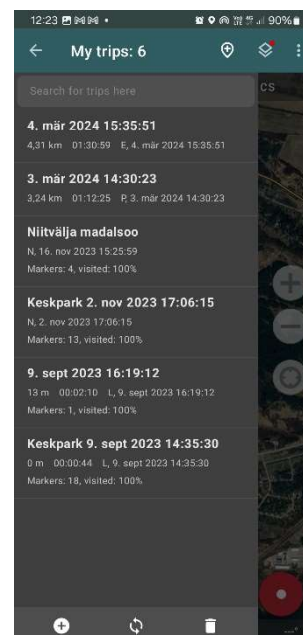 12:23
90%
My trips: 6
Search for trips here
CS
4. mär 2024 15:35:51
4,31 km 01:30:59 E, 4. mär 2024 15:35:51
3. mär 2024 14:30:23
3,24 km 01:12:25 P, 3. mär 2024 14:30:23
Niitvälja madalsoo
N, 16. nov 2023 15:25:59
Markers: 4, visited: 100%
Keskpark 2. nov 2023 17:06:15
N, 2. nov 2023 17:06:15
Markers: 13, visited: 100%
9. sept 2023 16:19:12
13 m 00:02:10 L, 9. sept 2023 16:19:12
Markers: 1, visited: 100%
Keskpark 9. sept 2023 14:35:30
0 m 00:00:44 L, 9. sept 2023 14:35:30
Markers: 18, visited: 100%